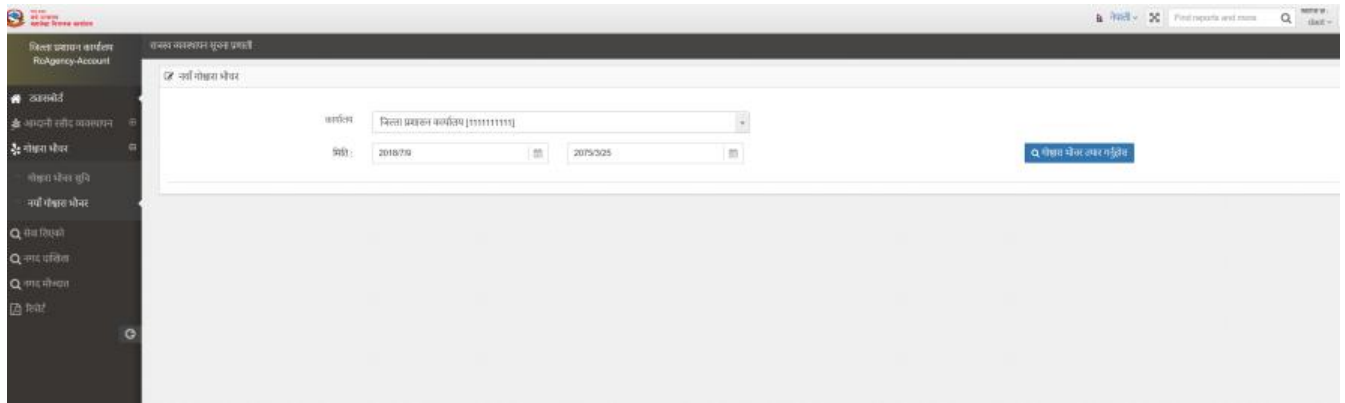 नेपाली
Find reports and more
जिल्ला प्रशासन कार्यालय
RoAgency-Account
राजस्व व्यवस्थापन सूचना प्रणाली
नयाँ गोश्वारा भौचर
ड्यासबोर्ड
आम्दानी रसीद व्यवस्थापन
गोश्वारा भौचर
गोश्वारा भौचर सूचि
नयाँ गोश्वारा भौचर
नगद दाखिला
रिपोर्ट
कार्यालय
जिल्ला प्रशासन कार्यालय [1111111111]
मिति :
2018/7/9
2075/3/25
गोश्वारा भौचर तयार गर्नुहोस